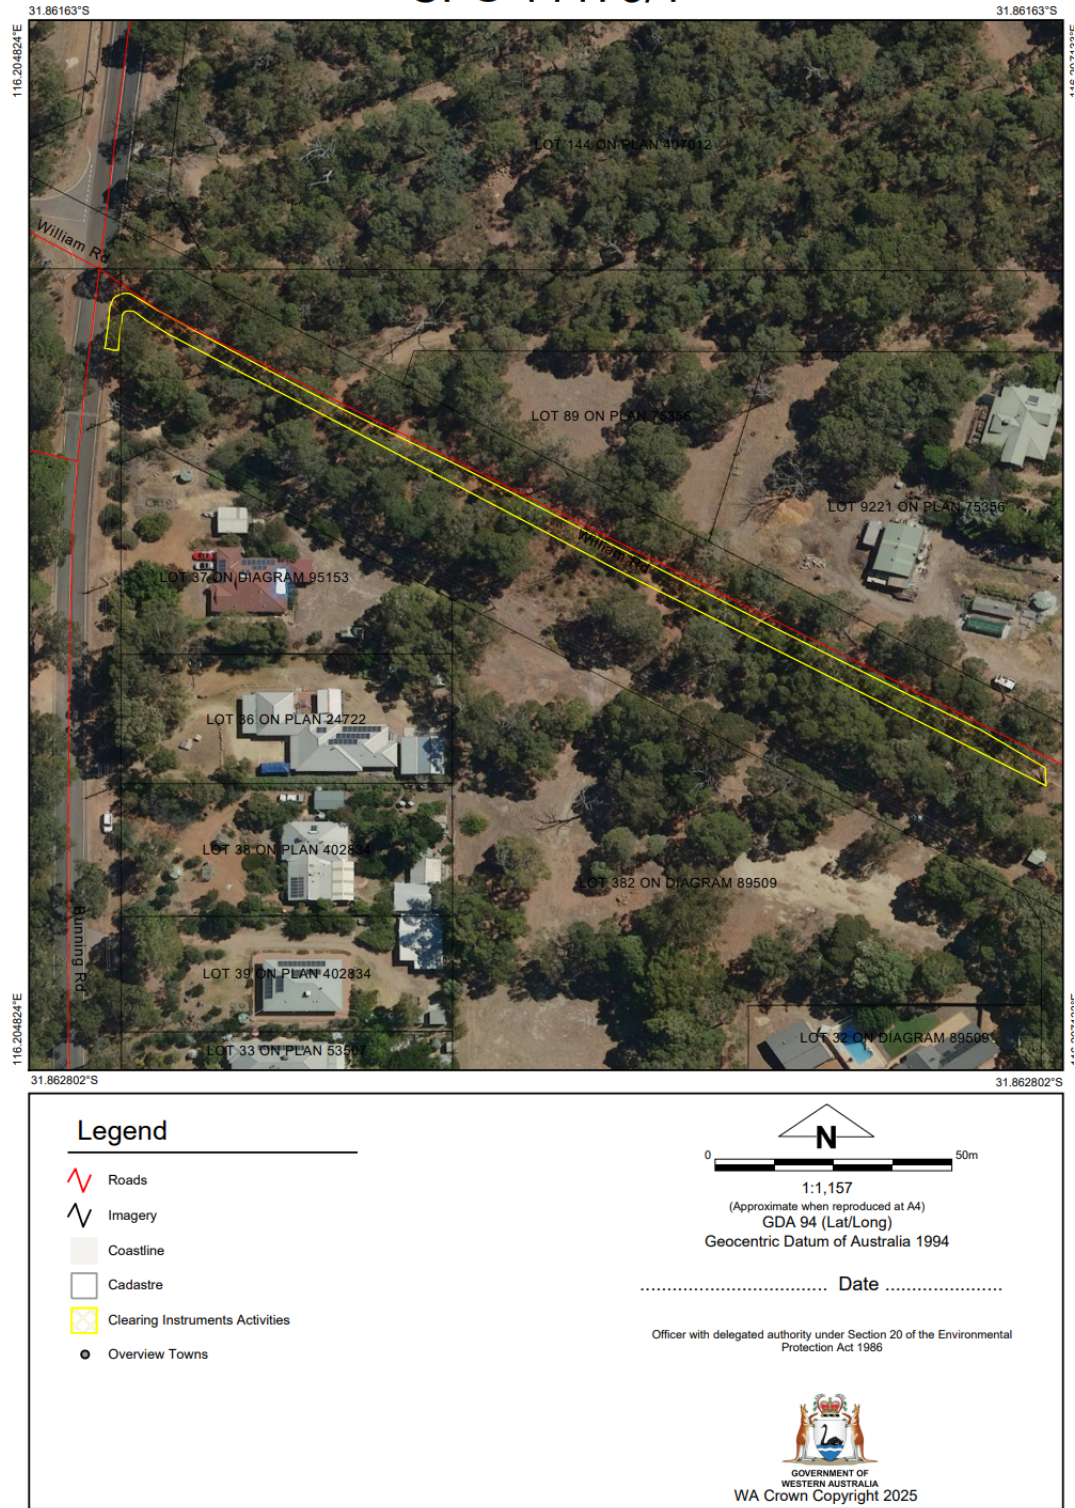 31.86163°S
31.86163°S
116.204824°E
LOT 144 ON PLAN 407012
William Rd
LOT 89 ON PLAN 75356
LOT 9221 ON PLAN 75356
William Rd
LOT 37 ON DIAGRAM 95153
LOT 36 ON PLAN 24722
LOT 38 ON PLAN 402834
LOT 382 ON DIAGRAM 89509
Bunning Rd
LOT 39 ON PLAN 402834
LOT 32 ON DIAGRAM 89509
LOT 33 ON PLAN 53507
116.204824°E
31.862802°S
31.862802°S
Legend
Roads
Imagery
Coastline
Cadastre
Clearing Instruments Activities
Overview Towns
N
0
50m
1:1,157
(Approximate when reproduced at A4)
GDA 94 (Lat/Long)
Geocentric Datum of Australia 1994
.................................. Date .....................
Officer with delegated authority under Section 20 of the Environmental
Protection Act 1986
GOVERNMENT OF
WESTERN AUSTRALIA
WA Crown Copyright 2025